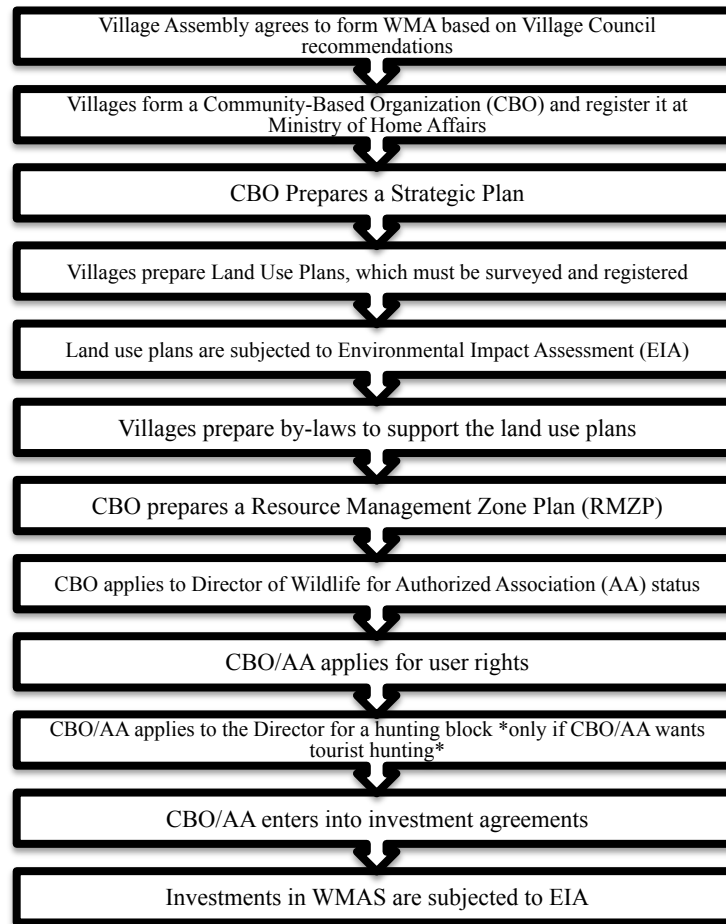 Village Assembly agrees to form WMA based on Village Council
recommendations
Villages form a Community-Based Organization (CBO) and register it at
Ministry of Home Affairs
CBO Prepares a Strategic Plan
Villages prepare Land Use Plans, which must be surveyed and registered
Land use plans are subjected to Environmental Impact Assessment (EIA)
Villages prepare by-laws to support the land use plans
CBO prepares a Resource Management Zone Plan (RMZP)
CBO applies to Director of Wildlife for Authorized Association (AA) status
CBO/AA applies for user rights
CBO/AA applies to the Director for a hunting block *only if CBO/AA wants
tourist hunting*
CBO/AA enters into investment agreements
Investments in WMAS are subjected to EIA